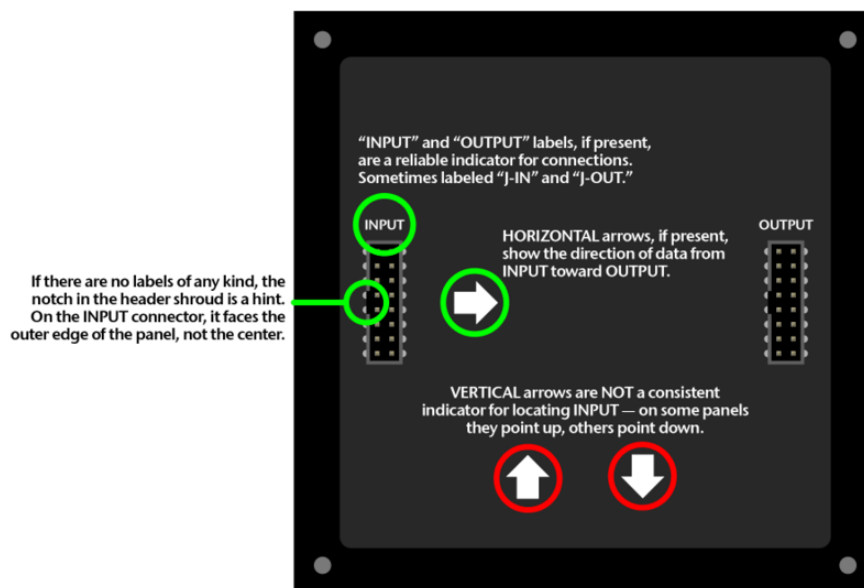 “INPUT” and “OUTPUT” labels, if present,
are a reliable indicator for connections.
Sometimes labeled “J-IN” and “J-OUT.”
INPUT
OUTPUT
HORIZONTAL arrows, if present,
show the direction of data from
INPUT toward OUTPUT.
If there are no labels of any kind, the
notch in the header shroud is a hint.
On the INPUT connector, it faces the
outer edge of the panel, not the center.
VERTICAL arrows are NOT a consistent
indicator for locating INPUT — on some panels
they point up, others point down.